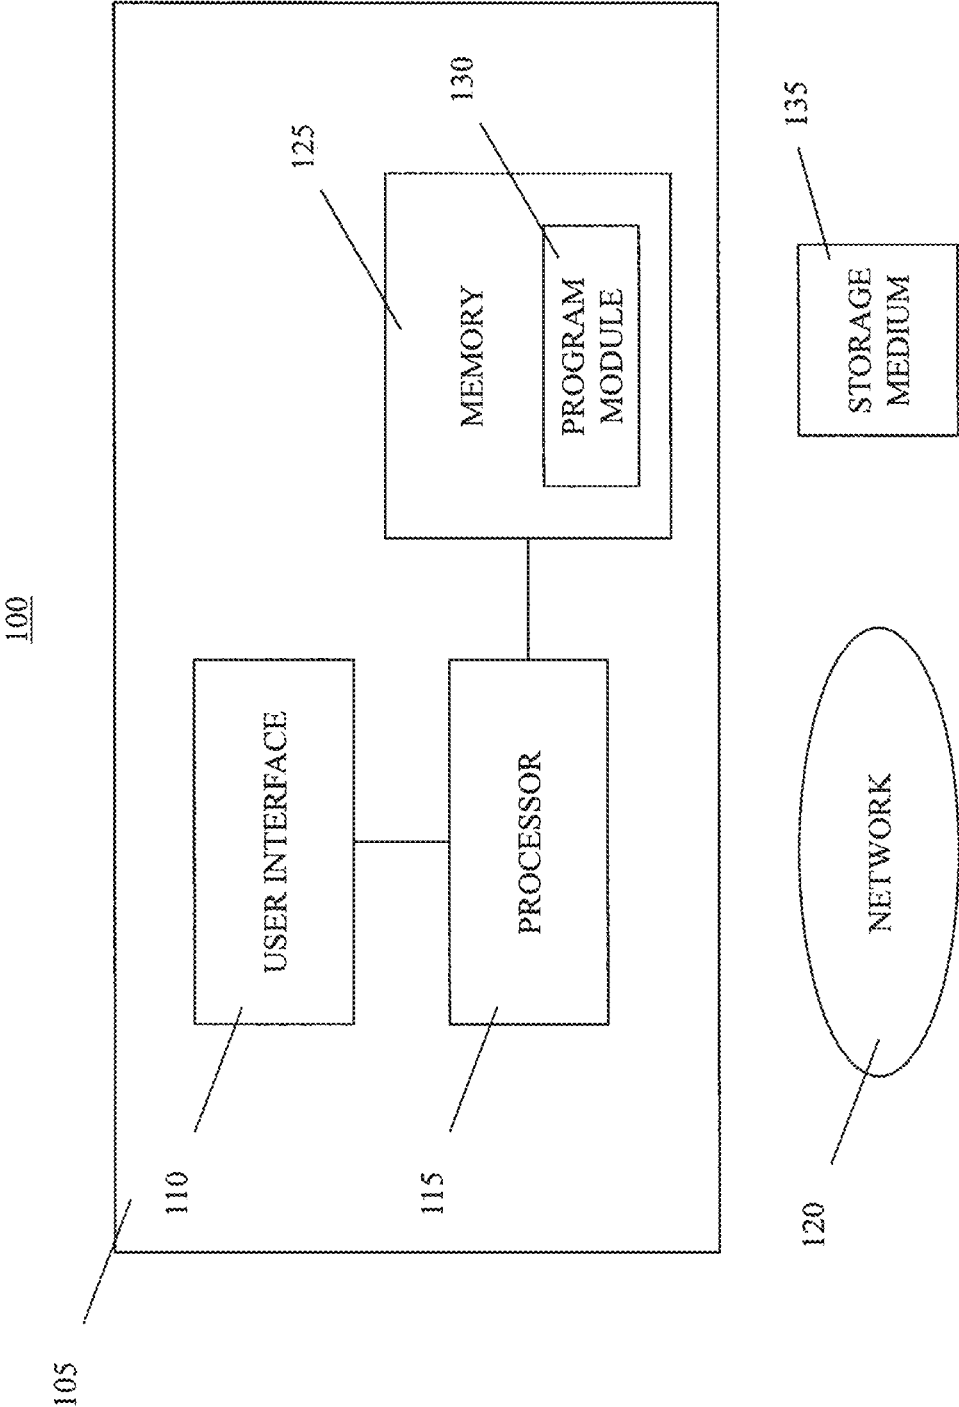 100
105
110
USER INTERFACE
115
PROCESSOR
125
MEMORY
130
PROGRAM
MODULE
120
NETWORK
135
STORAGE
MEDIUM